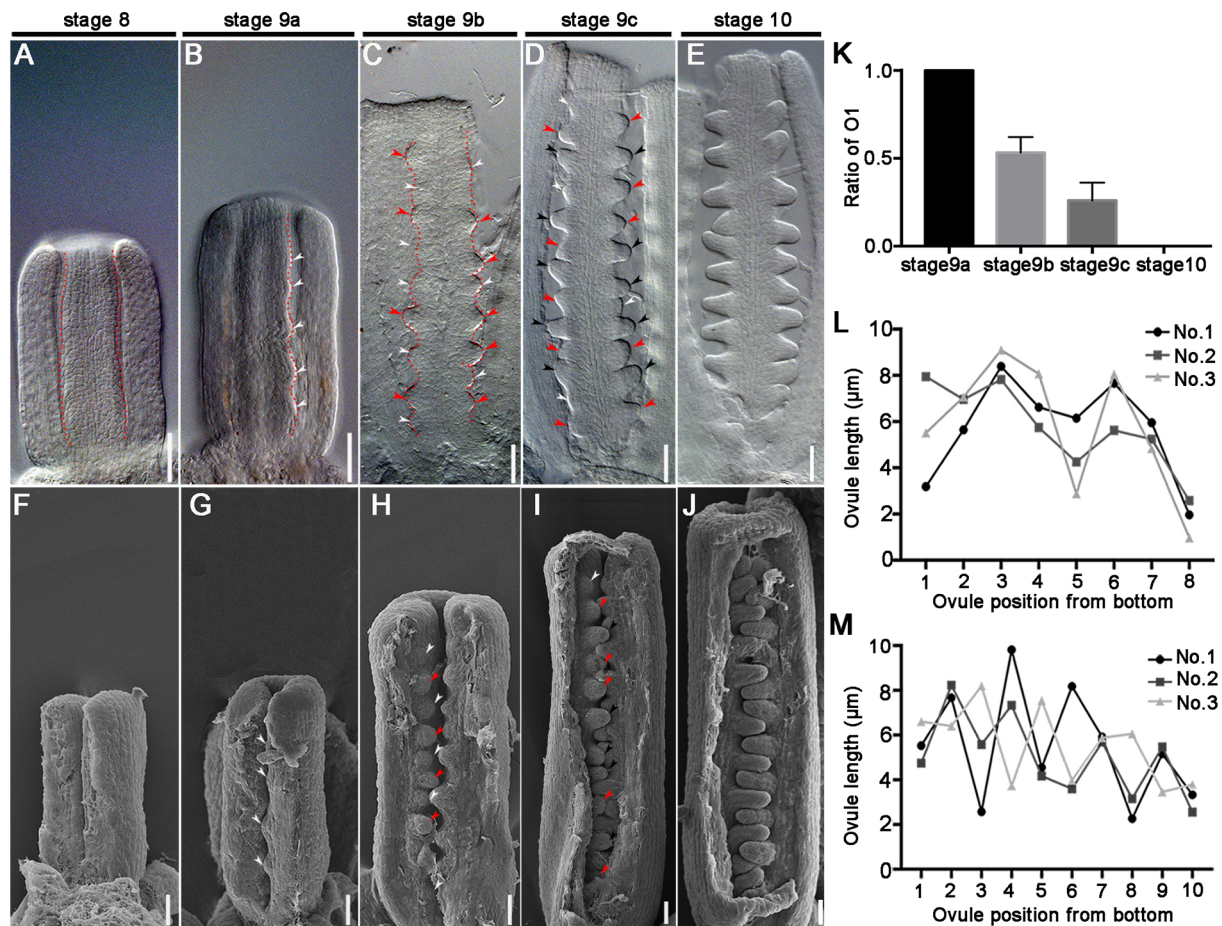 stage 8
stage 9a
stage 9b
stage 9c
stage 10
A
B
C
D
E
F
G
H
I
J
K
1.0
0.5
0.0
Ratio of O1
stage9a
stage9b
stage9c
stage10
L
10
8
6
4
2
0
Ovule length (µm)
No.1
No.2
No.3
1 2 3 4 5 6 7 8
Ovule position from bottom
M
10
8
6
4
2
0
Ovule length (µm)
No.1
No.2
No.3
1 2 3 4 5 6 7 8 9 10
Ovule position from bottom